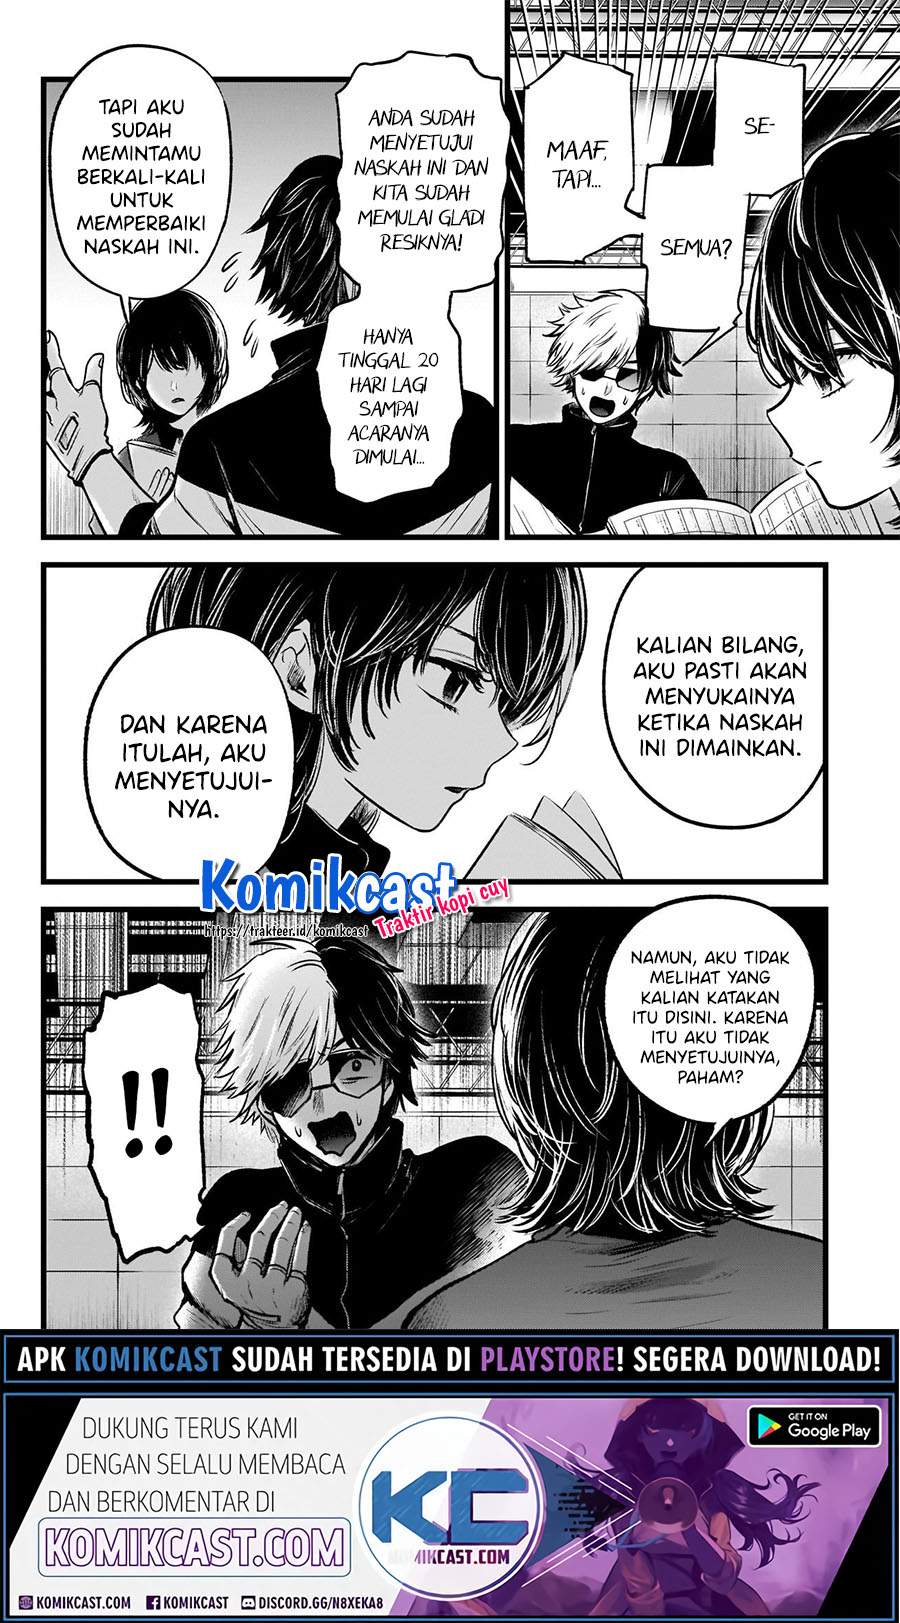 SE-
SEMUA?
MAAF,
TAPI...
ANDA SUDAH
MENYETUJUI
NASKAH INI DAN
KITA SUDAH
MEMULAI GLADI
RESIKNYA!
HANYA
TINGGAL 20
HARI LAGI
SAMPAI
ACARANYA
DIMULAI...
TAPI AKU
SUDAH
MEMINTAMU
BERKALI-KALI
UNTUK
MEMPERBAIKI
NASKAH INI.
KALIAN BILANG,
AKU PASTI AKAN
MENYUKAINYA
KETIKA NASKAH
INI DIMAINKAN.
DAN KARENA
ITULAH, AKU
MENYETUJUI-
NYA.
Komikcast
Traktir kopi cuy
https://trakteer.id/komikcast
NAMUN, AKU TIDAK
MELIHAT YANG
KALIAN KATAKAN
ITU DISINI. KARENA
ITU AKU TIDAK
MENYETUJUINYA,
PAHAM?
!!
APK KOMIKCAST SUDAH TERSEDIA DI PLAYSTORE! SEGERA DOWNLOAD!
DUKUNG TERUS KAMI
DENGAN SELALU MEMBACA
DAN BERKOMENTAR DI
KOMIKCAST.COM
KC
KOMIKCAST.COM
GET IT ON
Google Play
KOMIKCAST.COM
KOMIKCAST
DISCORD.GG/N8XEKA8